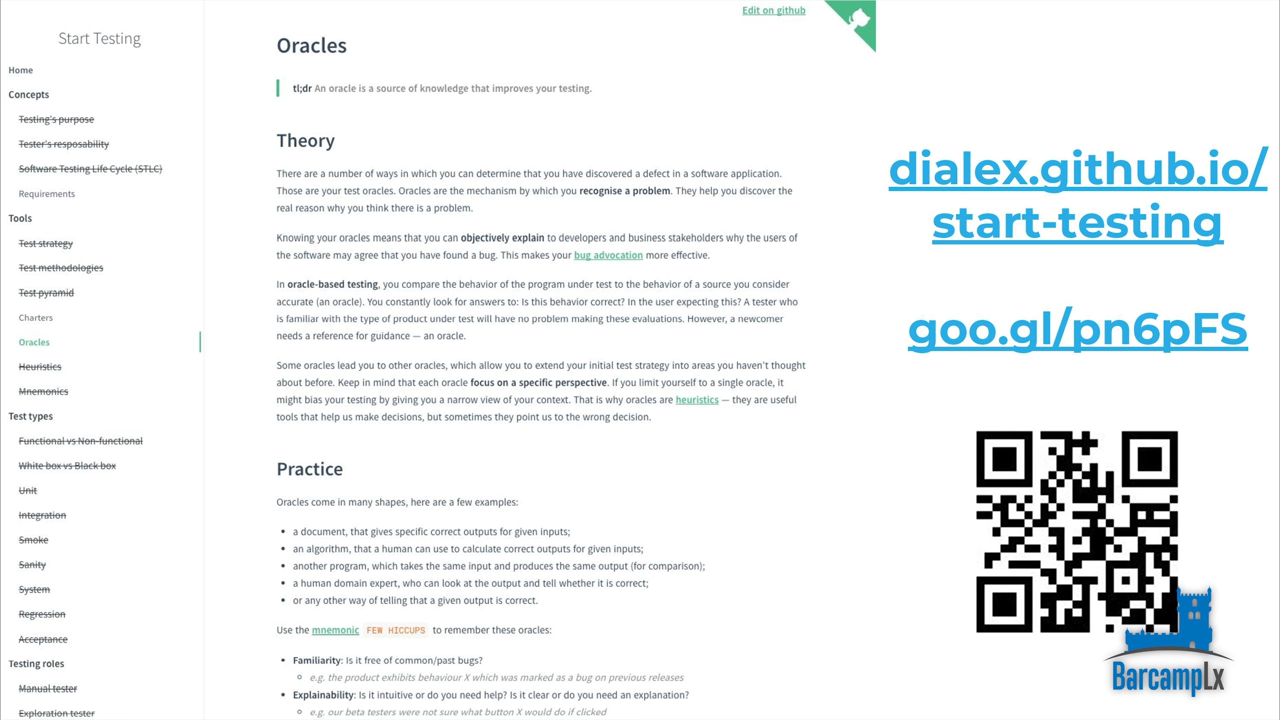 Start Testing
Home
Concepts
Testing's purpose
Tester's resposability
Software Testing Life Cycle (STLC)
Requirements
Tools
Test strategy
Test methodologies
Test pyramid
Charters
Oracles
Heuristics
Mnemonics
Test types
Functional vs Non-functional
White box vs Black box
Unit
Integration
Smoke
Sanity
System
Regression
Acceptance
Testing roles
Manual tester
Exploration tester
Edit on github
Oracles
tl;dr An oracle is a source of knowledge that improves your testing.
Theory
There are a number of ways in which you can determine that you have discovered a defect in a software application.
Those are your test oracles. Oracles are the mechanism by which you recognise a problem. They help you discover the
real reason why you think there is a problem.
Knowing your oracles means that you can objectively explain to developers and business stakeholders why the users of
the software may agree that you have found a bug. This makes your bug advocation more effective.
In oracle-based testing, you compare the behavior of the program under test to the behavior of a source you consider
accurate (an oracle). You constantly look for answers to: Is this behavior correct? In the user expecting this? A tester who
is familiar with the type of product under test will have no problem making these evaluations. However, a newcomer
needs a reference for guidance — an oracle.
Some oracles lead you to other oracles, which allow you to extend your initial test strategy into areas you haven't thought
about before. Keep in mind that each oracle focus on a specific perspective. If you limit yourself to a single oracle, it
might bias your testing by giving you a narrow view of your context. That is why oracles are heuristics — they are useful
tools that help us make decisions, but sometimes they point us to the wrong decision.
Practice
Oracles come in many shapes, here are a few examples:
• a document, that gives specific correct outputs for given inputs;
• an algorithm, that a human can use to calculate correct outputs for given inputs;
• another program, which takes the same input and produces the same output (for comparison);
• a human domain expert, who can look at the output and tell whether it is correct;
• or any other way of telling that a given output is correct.
Use the mnemonic FEW HICCUPS to remember these oracles:
• Familiarity: Is it free of common/past bugs?
e.g. the product exhibits behaviour X which was marked as a bug on previous releases
• Explainability: Is it intuitive or do you need help? Is it clear or do you need an explanation?
e.g. our beta testers were not sure what button X would do if clicked
dialex.github.io/
start-testing
goo.gl/pn6pFS
BarcampLx